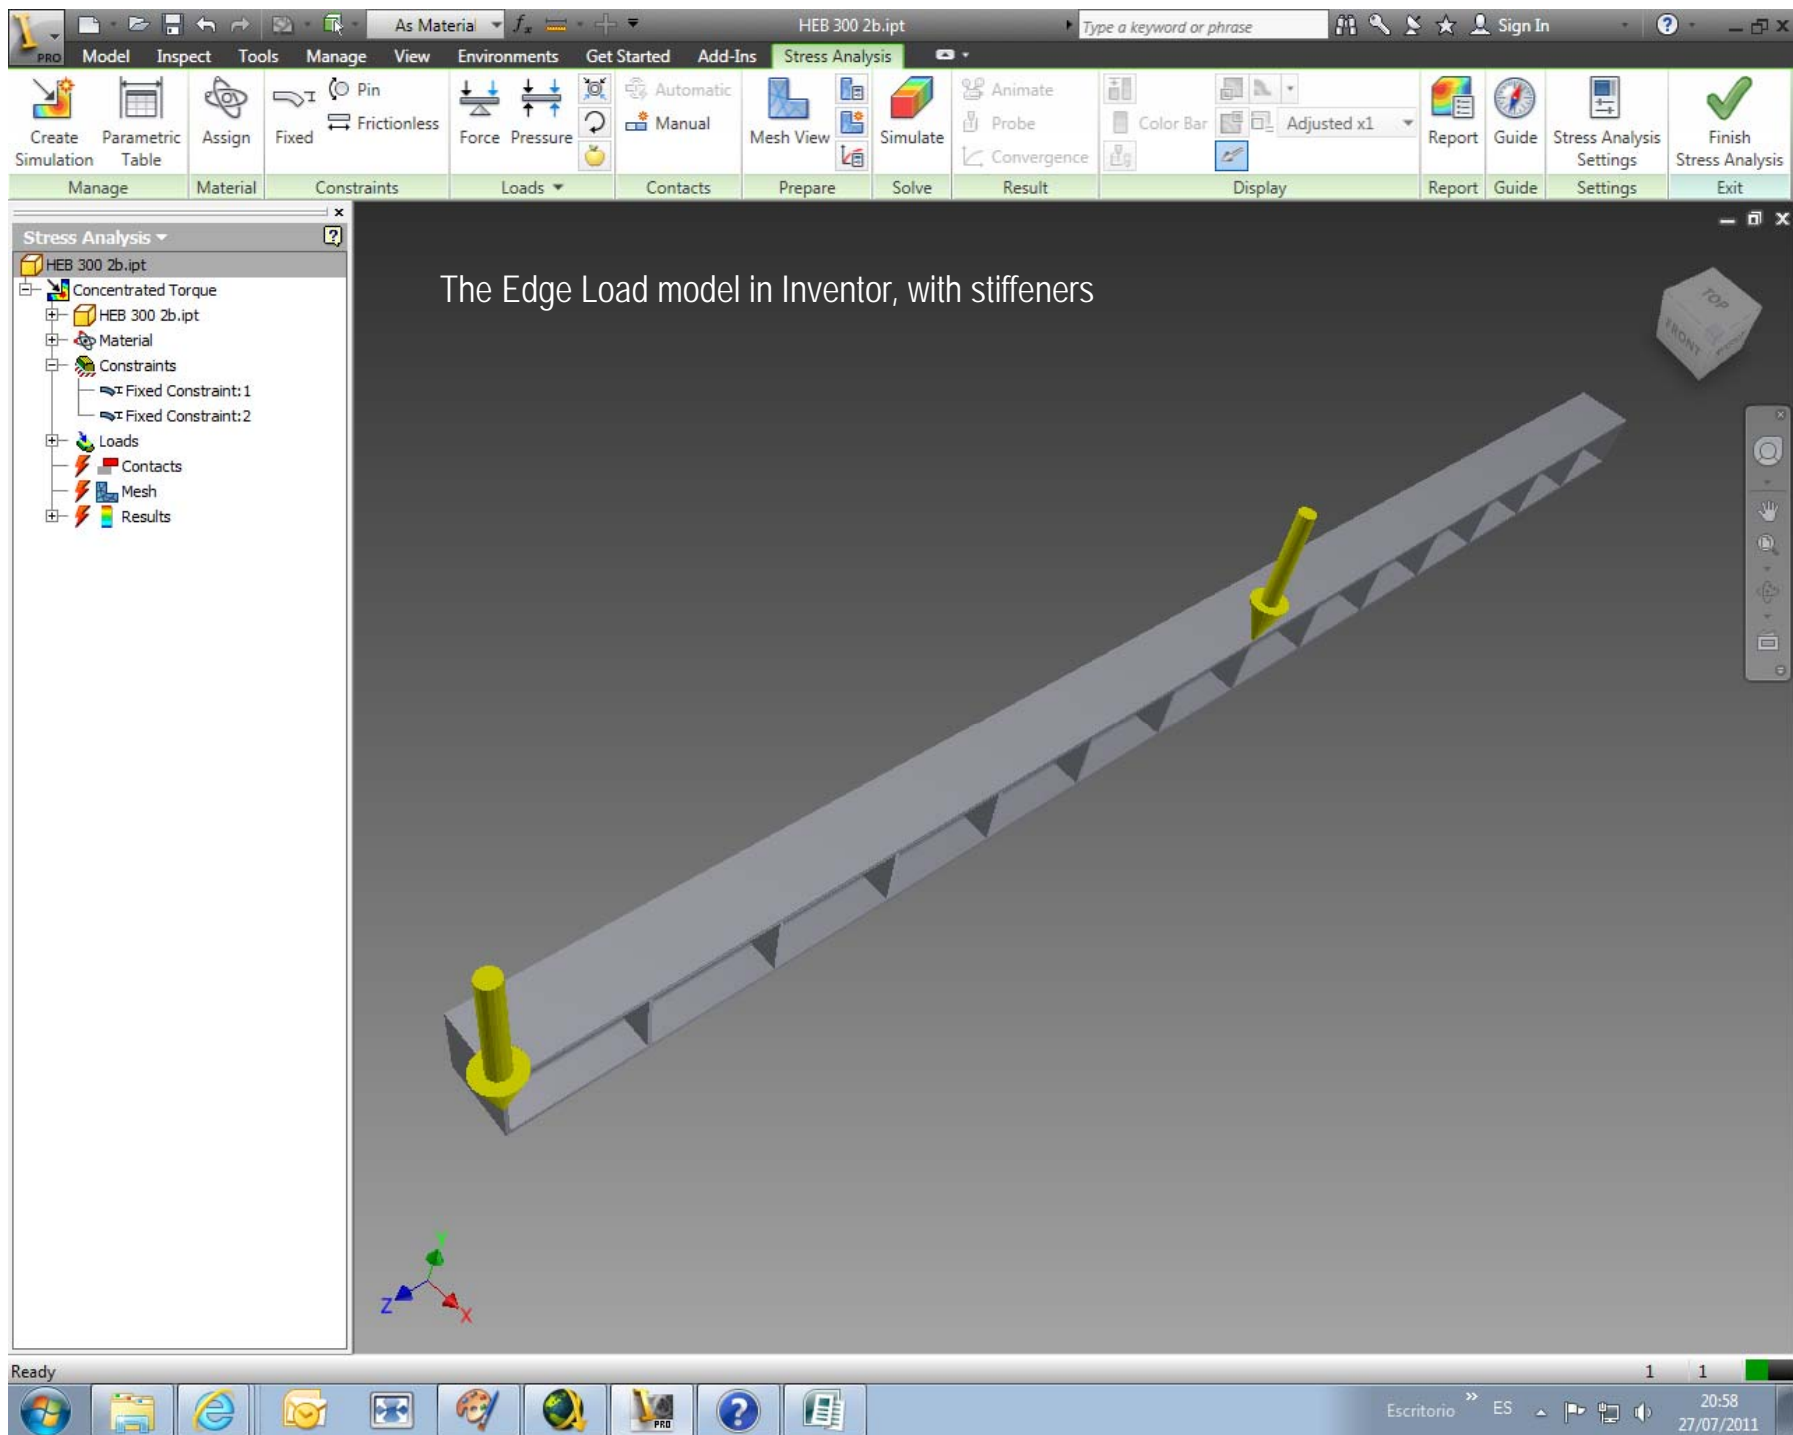 As Material
HEB 300 2b.ipt
Type a keyword or phrase
Sign In
PRO
Model Inspect Tools Manage View Environments Get Started Add-Ins Stress Analysis
Create Simulation
Parametric Table
Assign
Fixed
Pin
Frictionless
Force
Pressure
Automatic
Manual
Mesh View
Simulate
Animate
Probe
Convergence
Color Bar
Adjusted x1
Report
Guide
Stress Analysis Settings
Finish Stress Analysis
Manage Material Constraints Loads Contacts Prepare Solve Result Display Report Guide Settings Exit
Stress Analysis
HEB 300 2b.ipt
Concentrated Torque
HEB 300 2b.ipt
Material
Constraints
Fixed Constraint:1
Fixed Constraint:2
Loads
Contacts
Mesh
Results
The Edge Load model in Inventor, with stiffeners
TOP
FRONT
Y
Z
X
Ready
1 1
PRO
Escritorio
ES
20:58
27/07/2011